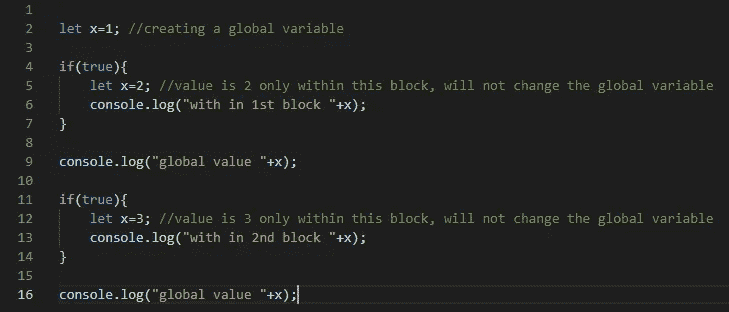 1
2 let x=1; //creating a global variable
3
4 if(true){
5 let x=2; //value is 2 only within this block, will not change the global variable
6 console.log("with in 1st block "+x);
7 }
8
9 console.log("global value "+x);
10
11 if(true){
12 let x=3; //value is 3 only within this block, will not change the global variable
13 console.log("with in 2nd block "+x);
14 }
15
16 console.log("global value "+x);